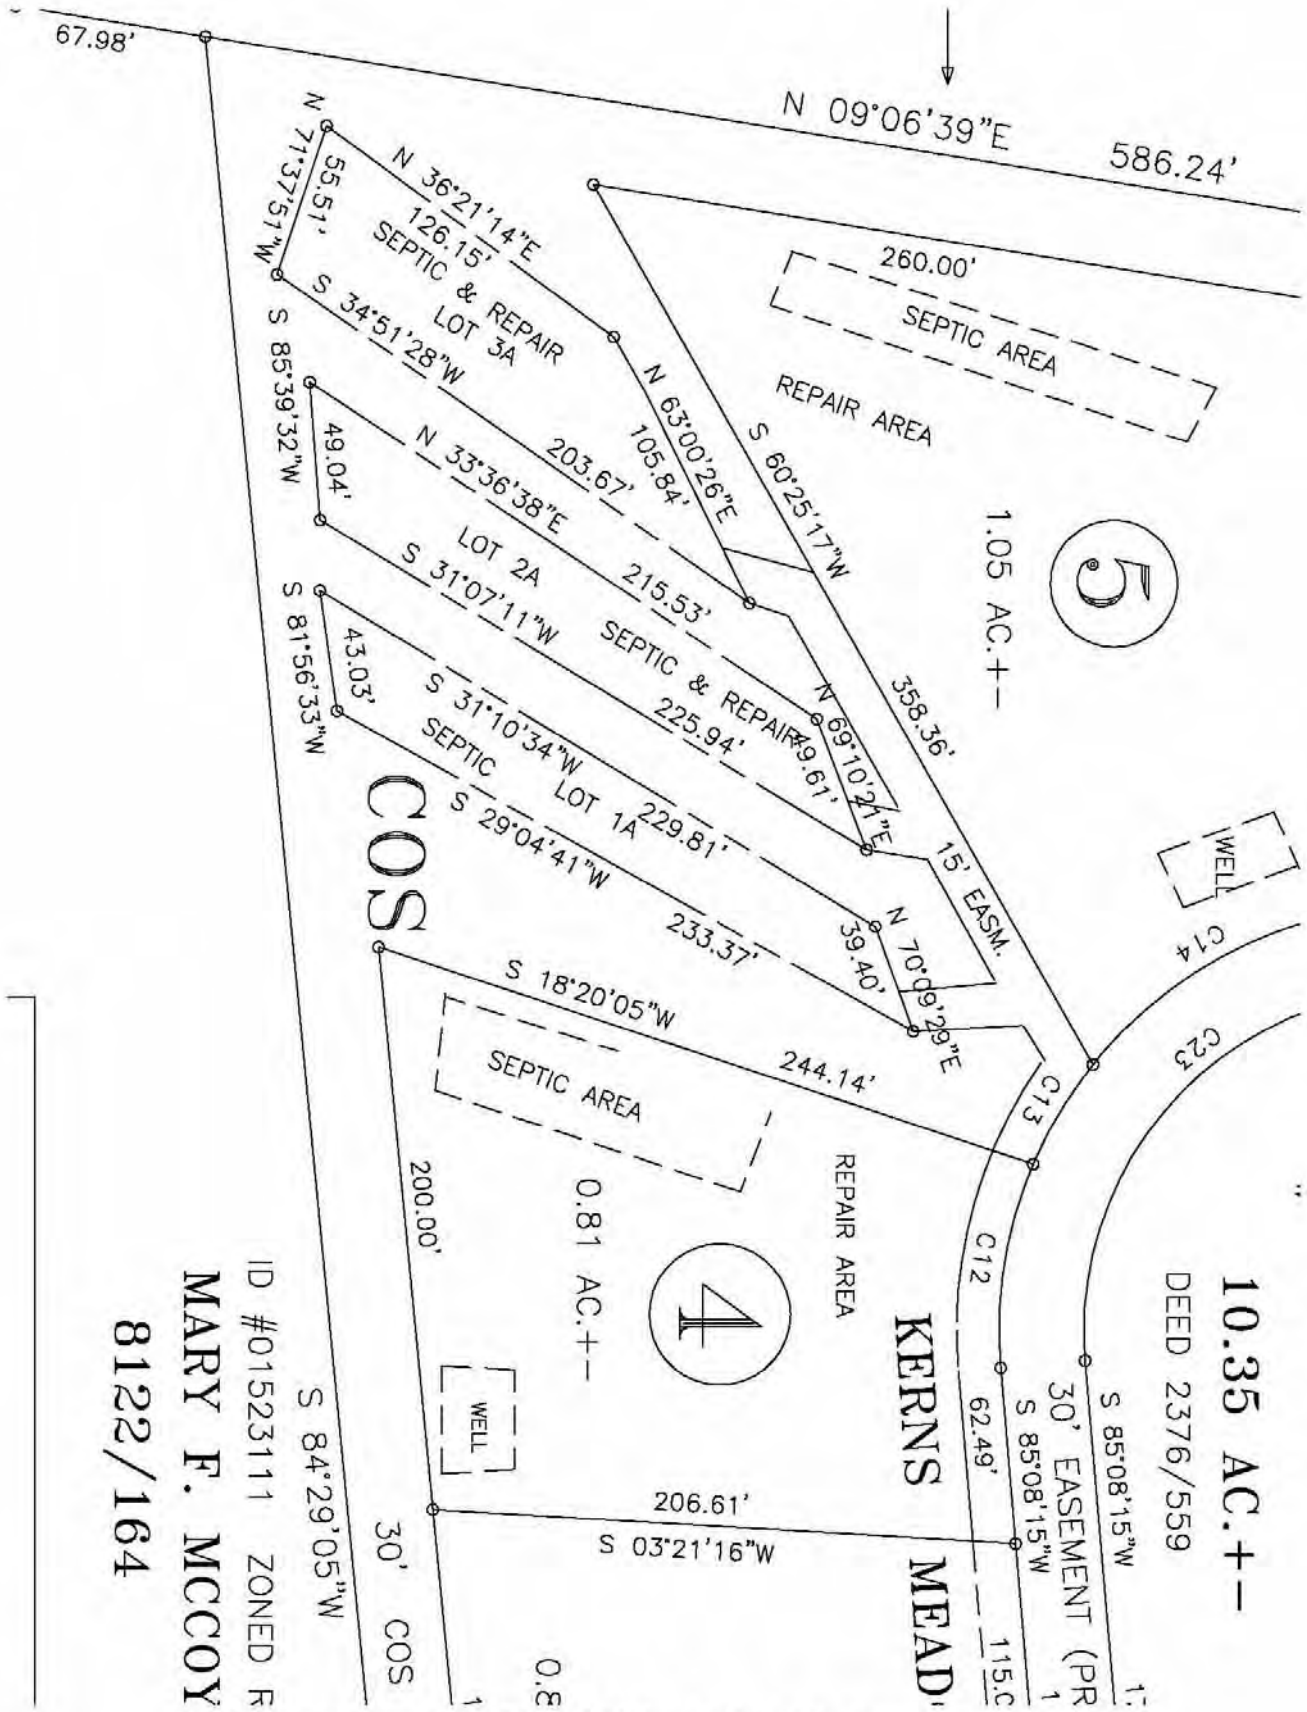 67.98'
N 09°06'39"E
586.24'
260.00'
SEPTIC AREA
REPAIR AREA
5
1.05 AC.+-
N 71°37'51"W
55.51'
N 36°21'14"E
126.15'
SEPTIC & REPAIR
LOT 3A
S 34°51'28"W
203.67'
N 63°00'26"E
105.84'
S 60°25'17"W
358.36'
S 85°39'32"W
49.04'
N 33°36'38"E
215.53'
LOT 2A
SEPTIC & REPAIR
S 31°07'11"W
225.94'
N 69°10'21"E
49.61'
15' EASM.
WELL
C14
C23
S 81°56'33"W
43.03'
S 31°10'34"W
229.81'
SEPTIC
LOT 1A
S 29°04'41"W
233.37'
N 70°09'29"E
39.40'
COS
S 18°20'05"W
244.14'
C13
C12
SEPTIC AREA
REPAIR AREA
4
0.81 AC.+-
200.00'
WELL
206.61'
S 03°21'16"W
KERNS MEAD
62.49'
S 85°08'15"W
30' EASEMENT (PR
S 85°08'15"W
10.35 AC.+-
DEED 2376/559
115.0
1
1
0.8
30' COS
1
S 84°29'05"W
ID #01523111 ZONED R
MARY F. MCCOY
8122/164